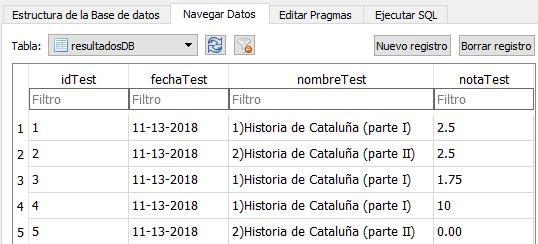 Estructura de la Base de datos Navegar Datos Editar Pragmas Ejecutar SQL
Tabla: resultadosDB Nuevo registro Borrar registro
idTest fechaTest nombreTest notaTest
Filtro Filtro Filtro Filtro
1 1 11-13-2018 1)Historia de Cataluña (parte I) 2.5
2 2 11-13-2018 2)Historia de Cataluña (parte II) 2.5
3 3 11-13-2018 1)Historia de Cataluña (parte I) 1.75
4 4 11-13-2018 1)Historia de Cataluña (parte I) 10
5 5 11-13-2018 2)Historia de Cataluña (parte II) 0.00